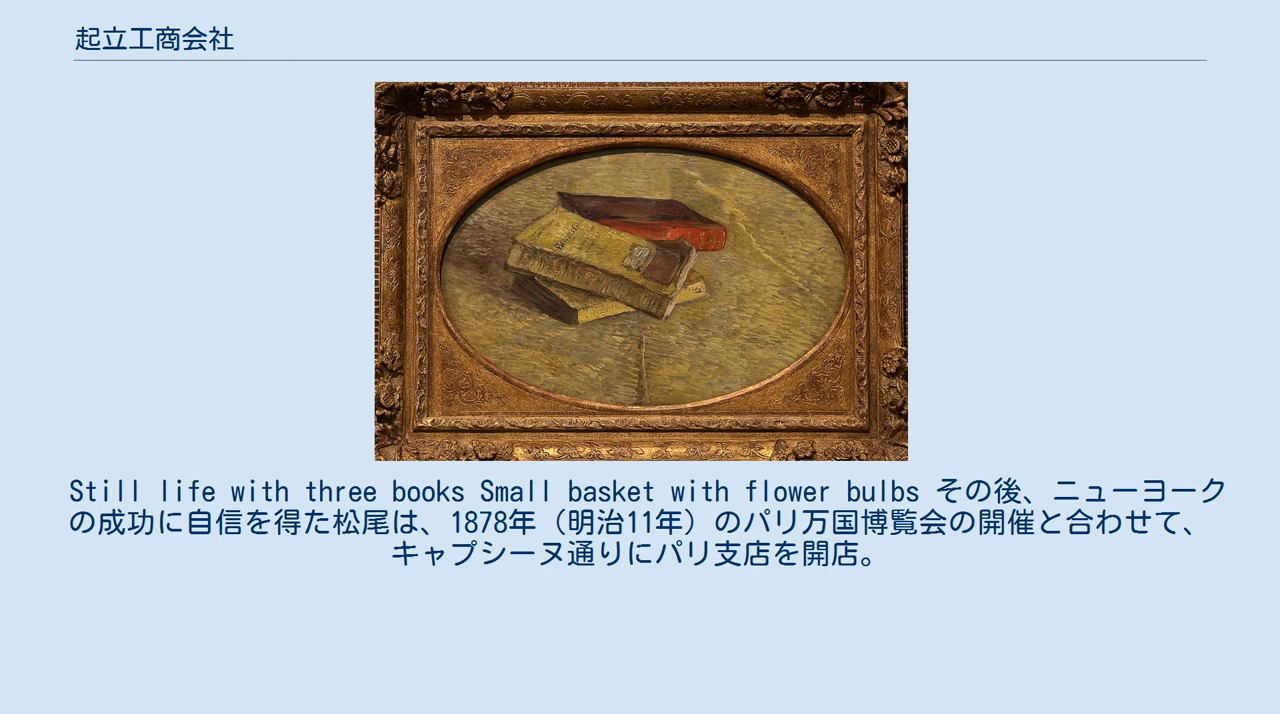 起立工商会社
Still life with three books Small basket with flower bulbs その後、ニューヨーク
の成功に自信を得た松尾は、1878年（明治11年）のパリ万国博覧会の開催と合わせて、
キャプシーヌ通りにパリ支店を開店。